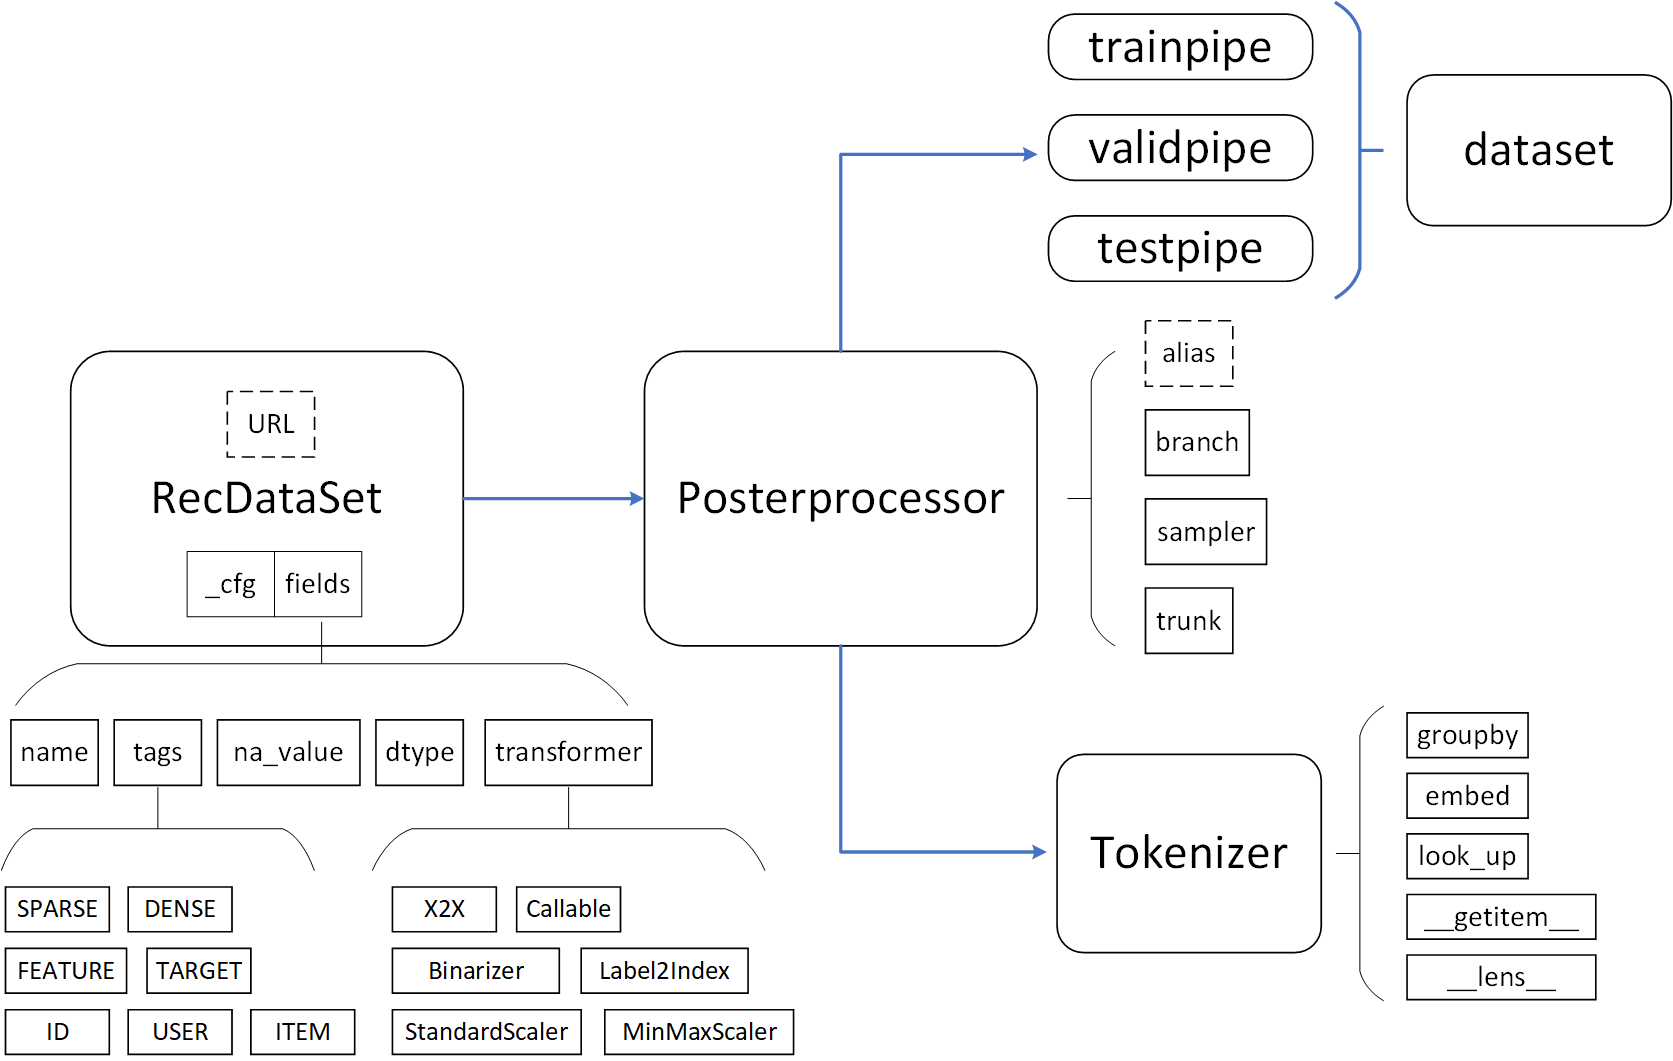 trainpipe
validpipe
testpipe
dataset
URL
RecDataSet
_cfg
fields
Posterprocessor
alias
branch
sampler
trunk
name
tags
na_value
dtype
transformer
SPARSE
DENSE
FEATURE
TARGET
ID
USER
ITEM
X2X
Callable
Binarizer
Label2Index
StandardScaler
MinMaxScaler
Tokenizer
groupby
embed
look_up
__getitem__
__lens__